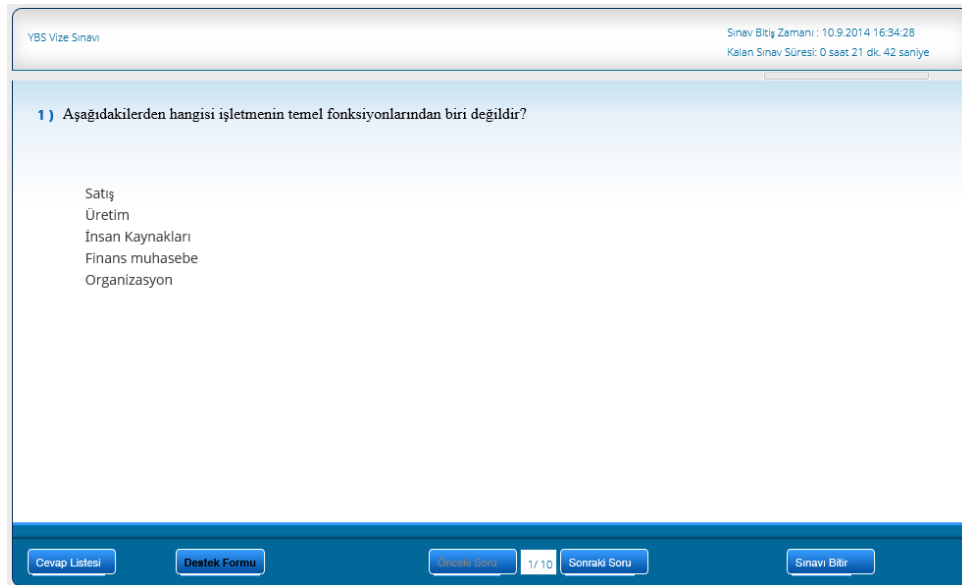 YBS Vize Sınavı
Sınav Bitiş Zamanı : 10.9.2014 16:34:28
Kalan Sınav Süresi: 0 saat 21 dk. 42 saniye
1 ) Aşağıdakilerden hangisi işletmenin temel fonksiyonlarından biri değildir?
Satış
Üretim
İnsan Kaynakları
Finans muhasebe
Organizasyon
Cevap Listesi Destek Formu Önceki Soru 1/ 10 Sonraki Soru Sınavı Bitir